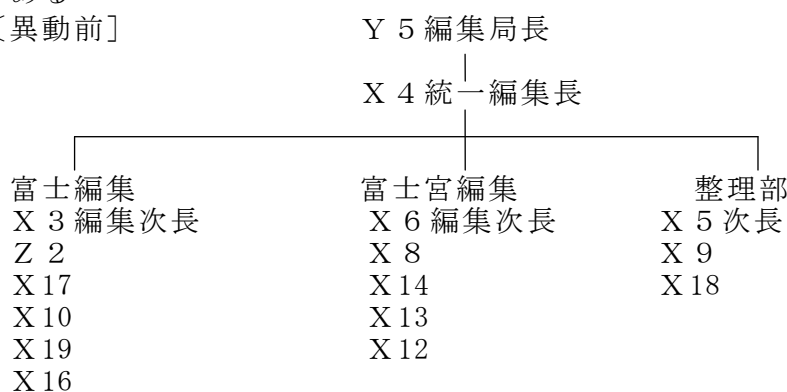 ある
［異動前］
Ｙ５編集局長
Ｘ４統一編集長
富士編集 富士宮編集 整理部
Ｘ３編集次長 Ｘ６編集次長 Ｘ５次長
Ｚ２ Ｘ８ Ｘ９
Ｘ17 Ｘ14 Ｘ18
Ｘ10 Ｘ13
Ｘ19 Ｘ12
Ｘ16